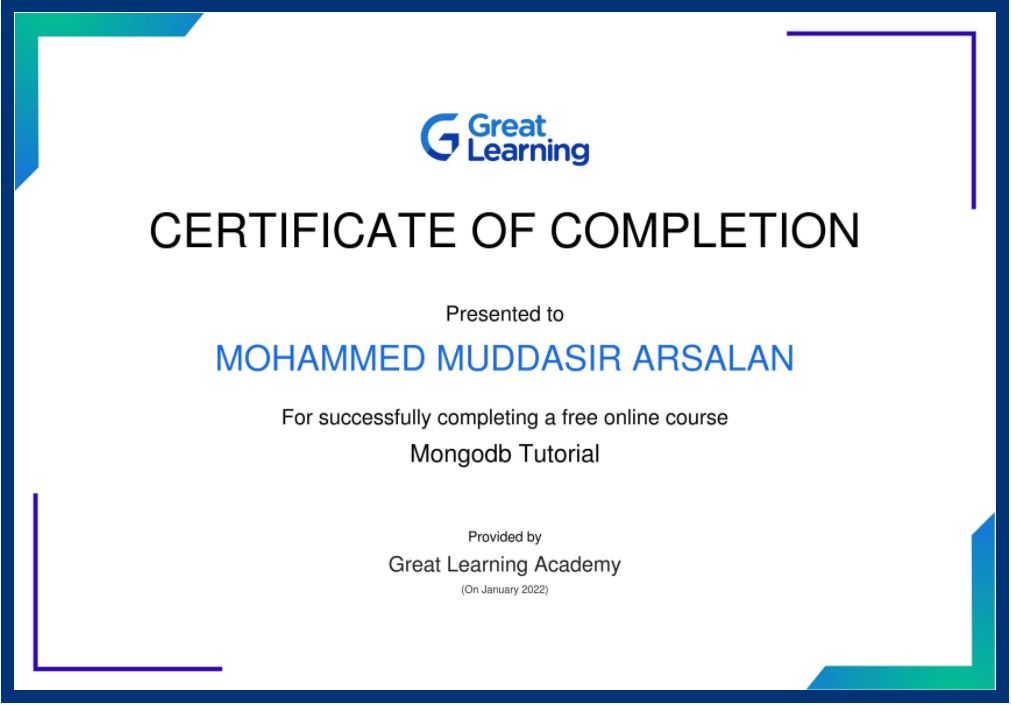 Great
Learning
CERTIFICATE OF COMPLETION
Presented to
MOHAMMED MUDDASIR ARSALAN
For successfully completing a free online course
Mongodb Tutorial
Provided by
Great Learning Academy
(On January 2022)